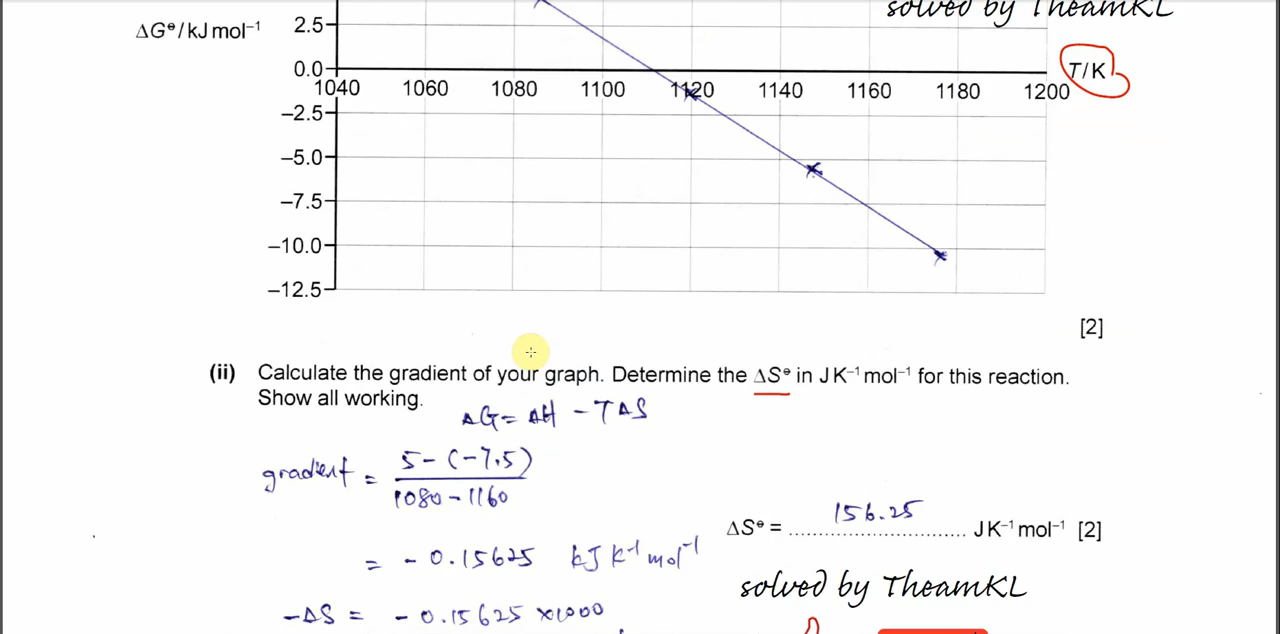 solved by TheamKL
ΔG⦵/kJ mol⁻¹
2.5
0.0
T/K
1040 1060 1080 1100 1120 1140 1160 1180 1200
−2.5
−5.0
−7.5
−10.0
−12.5
[2]
(ii) Calculate the gradient of your graph. Determine the ΔS⦵ in J K⁻¹ mol⁻¹ for this reaction.
Show all working.
ΔG = ΔH − TΔS
gradient = 5−(−7.5) / 1080−1160
ΔS⦵ = 156.25 J K⁻¹ mol⁻¹ [2]
= − 0.15625 kJ K⁻¹ mol⁻¹
solved by TheamKL
−ΔS = − 0.15625 ×1000